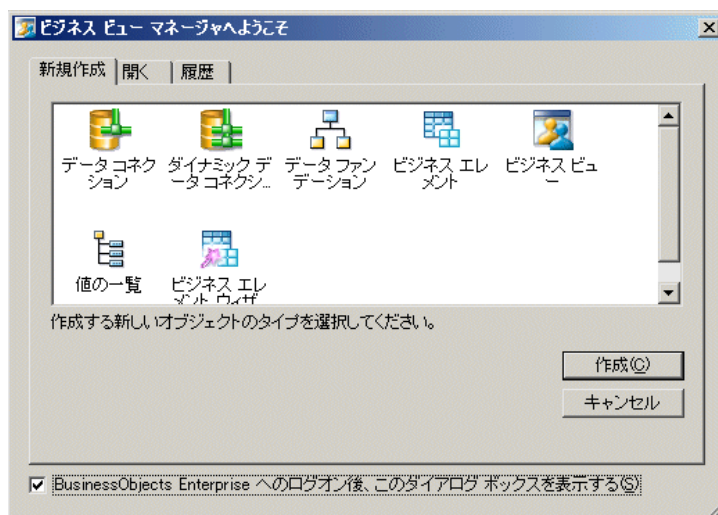 ビジネス ビュー マネージャへようこそ
新規作成
開く
履歴
データ コネク
ション
ダイナミック デ
ータ コネクシ...
データ ファン
デーション
ビジネス エレ
メント
ビジネス ビュ
ー
値の一覧
ビジネス エレ
メント ウィザ
作成する新しいオブジェクトのタイプを選択してください。
作成(C)
キャンセル
BusinessObjects Enterprise へのログオン後、このダイアログ ボックスを表示する(S)